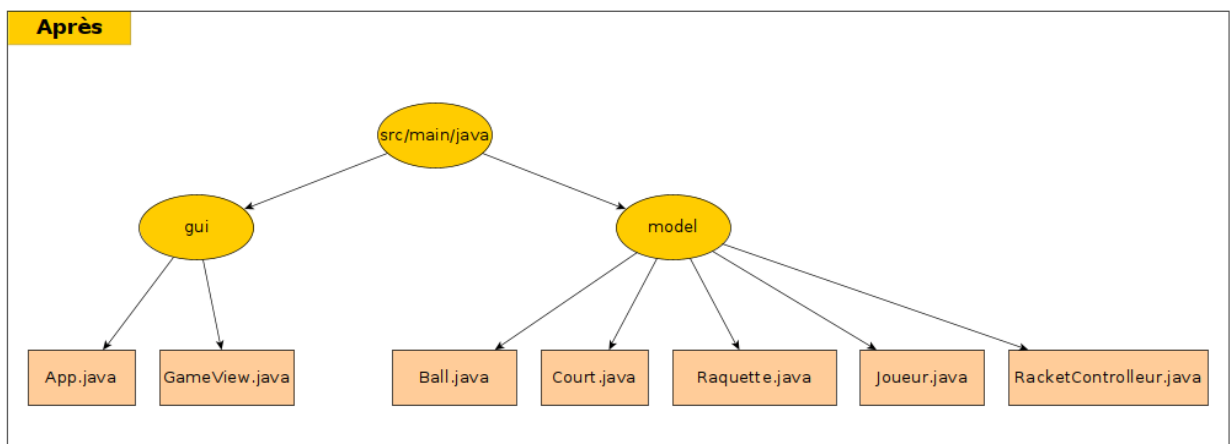 Après
src/main/java
gui
model
App.java
GameView.java
Ball.java
Court.java
Raquette.java
Joueur.java
RacketControlleur.java